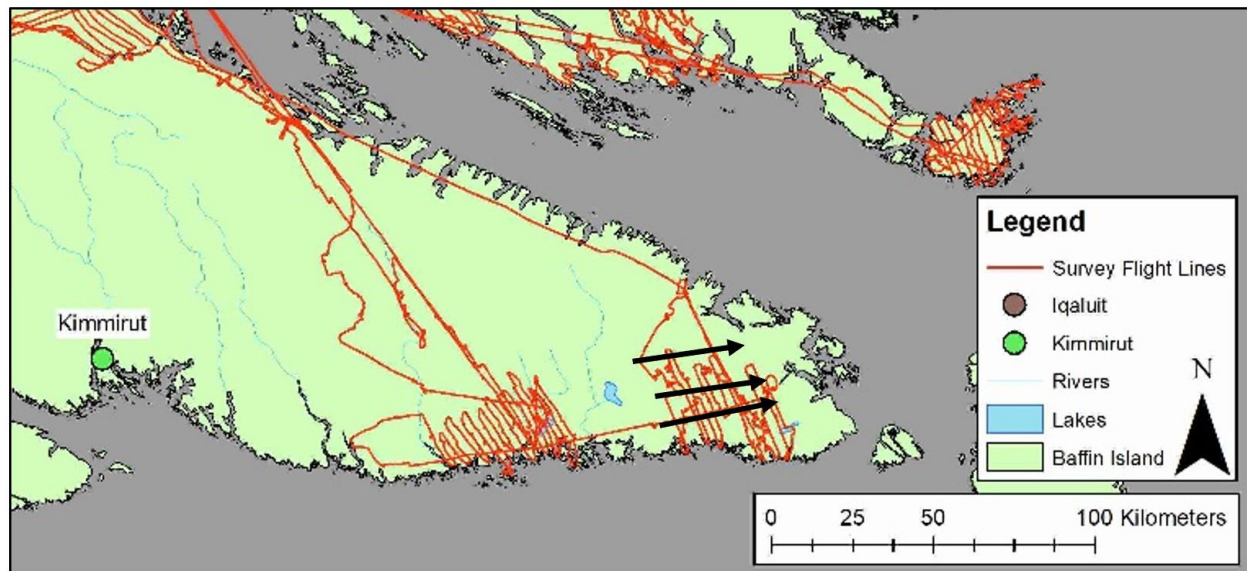 Kimmirut
Legend
Survey Flight Lines
Iqaluit
Kimmirut
Rivers
Lakes
Baffin Island
N
0 25 50 100 Kilometers